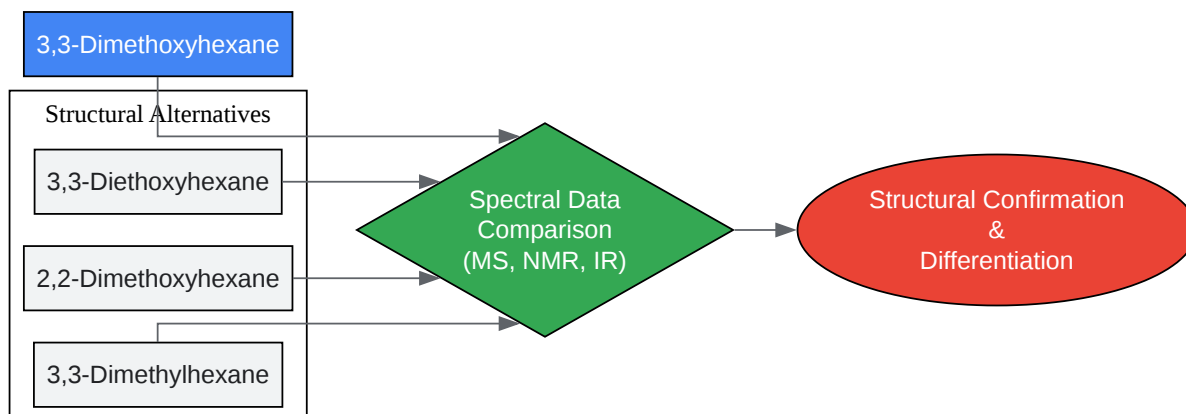 3,3-Dimethoxyhexane
Structural Alternatives
3,3-Diethoxyhexane
2,2-Dimethoxyhexane
3,3-Dimethylhexane
Spectral Data
Comparison
(MS, NMR, IR)
Structural Confirmation
&
Differentiation